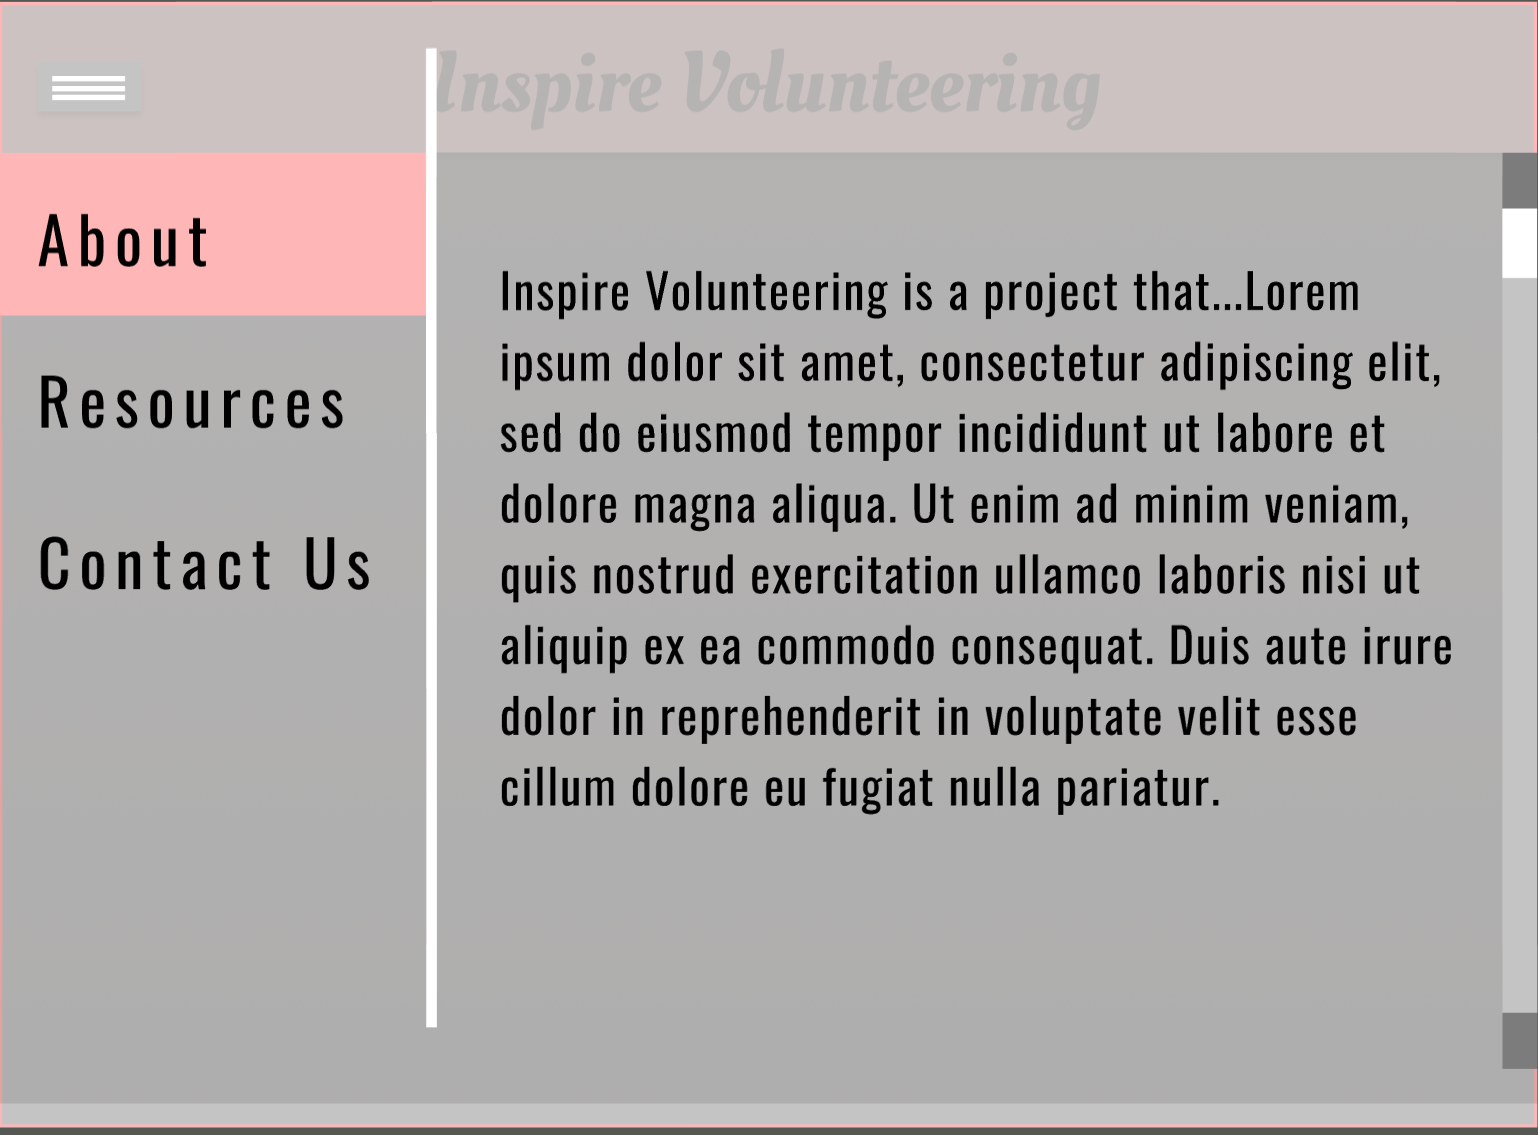 Inspire Volunteering
About
Resources
Contact Us
Inspire Volunteering is a project that...Lorem
ipsum dolor sit amet, consectetur adipiscing elit,
sed do eiusmod tempor incididunt ut labore et
dolore magna aliqua. Ut enim ad minim veniam,
quis nostrud exercitation ullamco laboris nisi ut
aliquip ex ea commodo consequat. Duis aute irure
dolor in reprehenderit in voluptate velit esse
cillum dolore eu fugiat nulla pariatur.